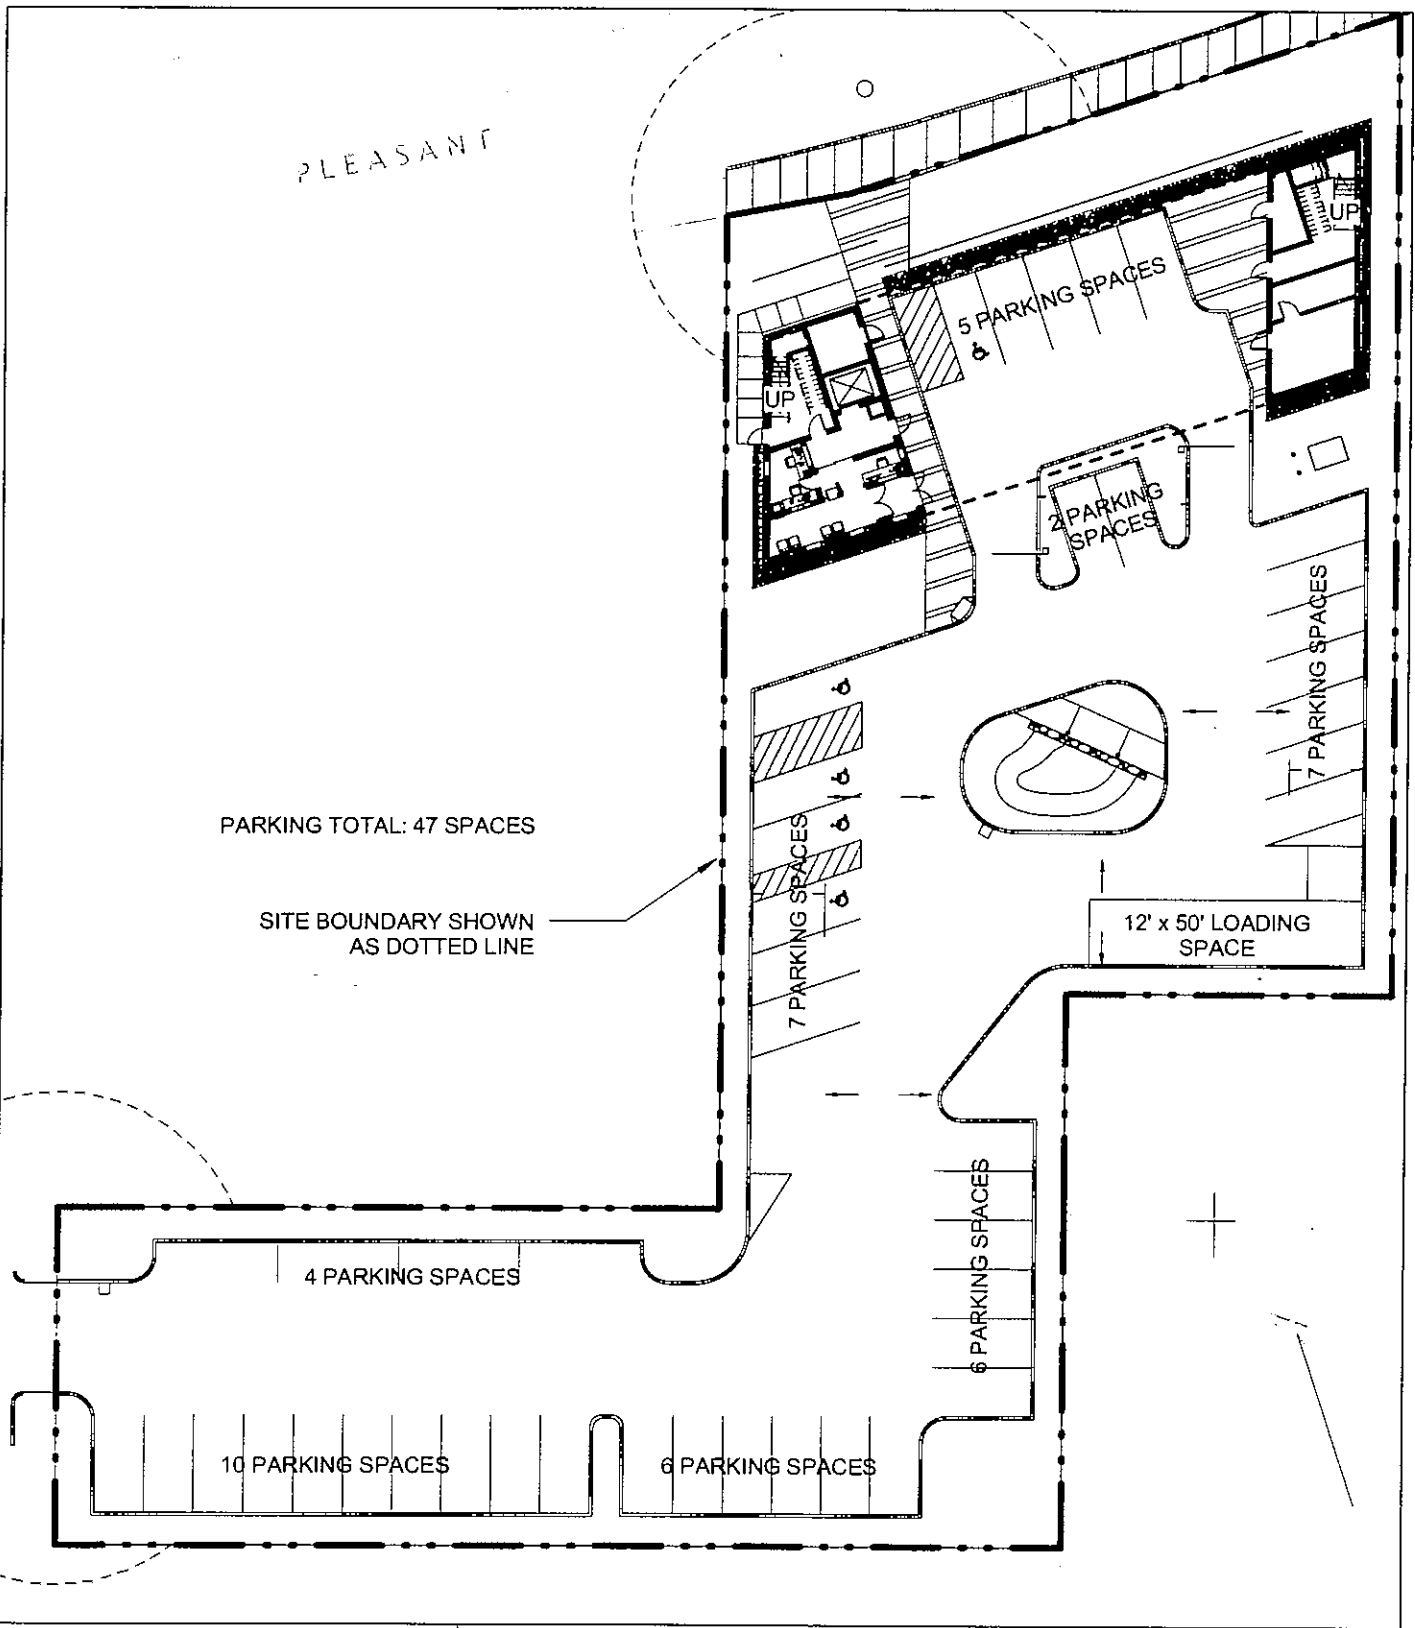 PLEASANT
UP
5 PARKING SPACES
UP
2 PARKING
SPACES
7 PARKING SPACES
PARKING TOTAL: 47 SPACES
7 PARKING SPACES
SITE BOUNDARY SHOWN
AS DOTTED LINE
12' x 50' LOADING
SPACE
6 PARKING SPACES
4 PARKING SPACES
10 PARKING SPACES
6 PARKING SPACES